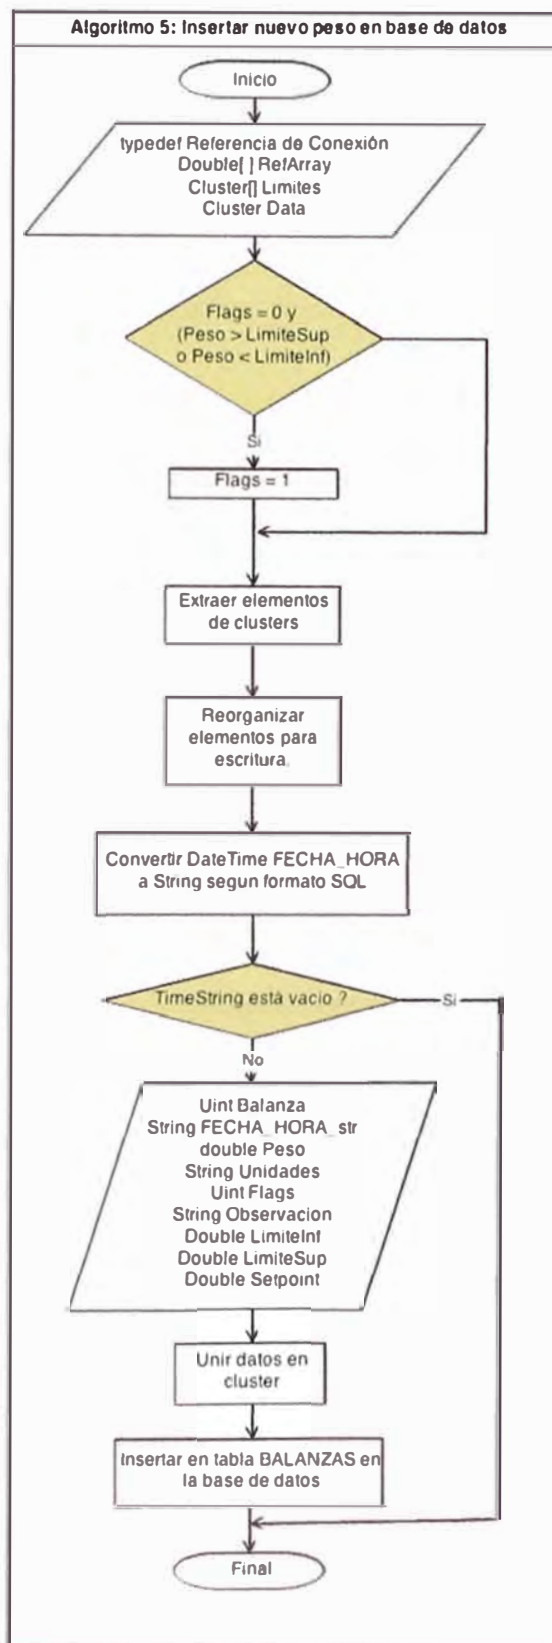 Algoritmo 5: Insertar nuevo peso en base de datos
Inicio
typedef Referencia de Conexión
Double[ ] RefArray
Cluster[] Limites
Cluster Data
Flags = 0 y
(Peso > LimiteSup
o Peso < LimiteInf)
Si
Flags = 1
Extraer elementos
de clusters
Reorganizar
elementos para
escritura.
Convertir DateTime FECHA_HORA
a String segun formato SQL
TimeString está vacio ?
Si
No
Uint Balanza
String FECHA_HORA_str
double Peso
String Unidades
Uint Flags
String Observacion
Double LimiteInf
Double LimiteSup
Double Setpoint
Unir datos en
cluster
Insertar en tabla BALANZAS en
la base de datos
Final